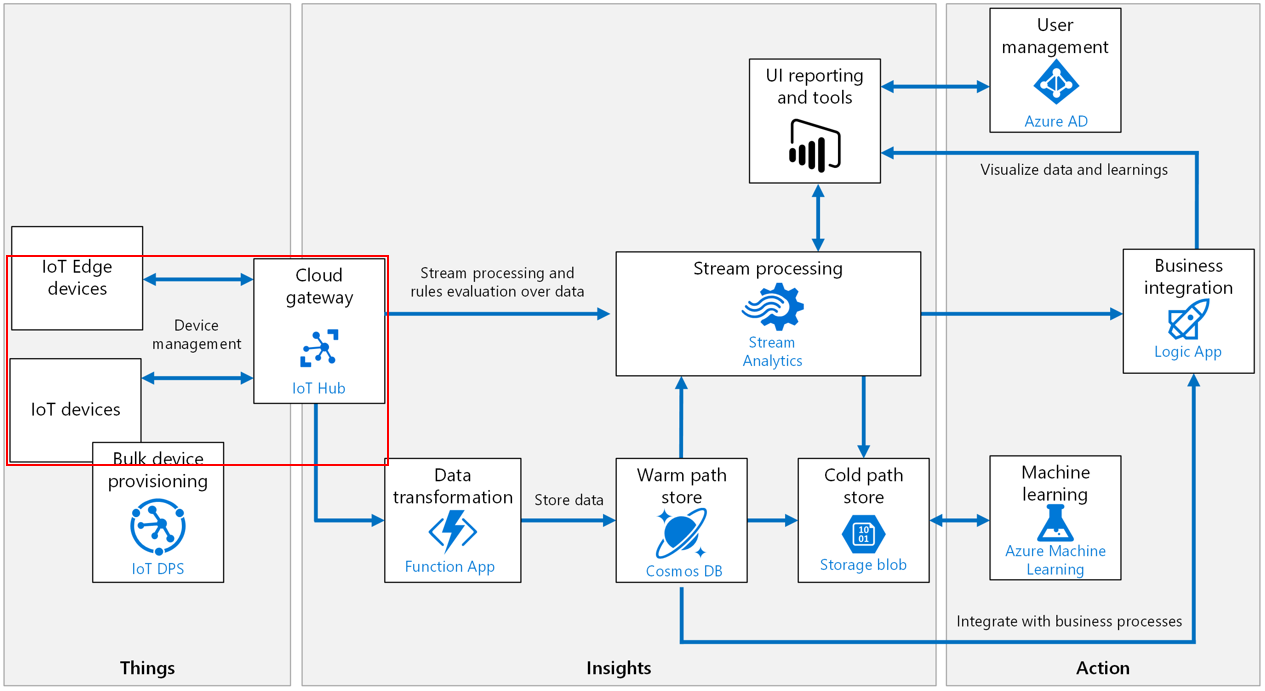 User
management
Azure AD
UI reporting
and tools
Visualize data and learnings
IoT Edge
devices
Device
management
IoT devices
Bulk device
provisioning
IoT DPS
Cloud
gateway
IoT Hub
Stream processing and
rules evaluation over data
Stream processing
Stream
Analytics
Business
integration
Logic App
Data
transformation
Function App
Store data
Warm path
store
Cosmos DB
Cold path
store
10
01
Storage blob
Machine
learning
Azure Machine
Learning
Integrate with business processes
Things
Insights
Action